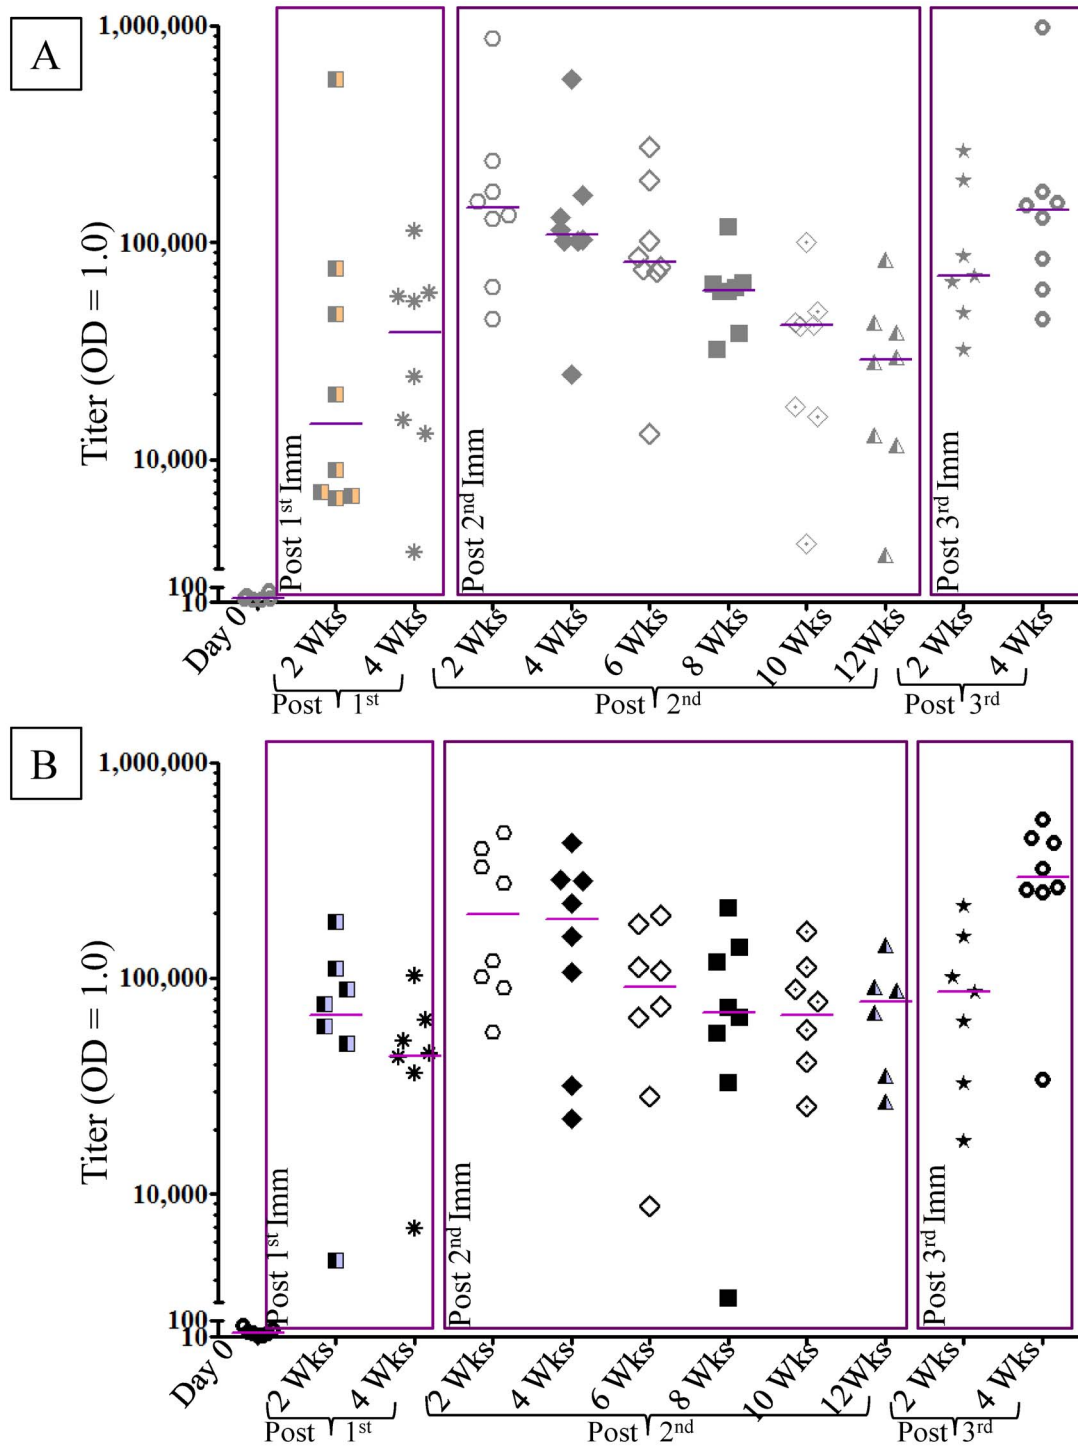 A
Titer (OD = 1.0)
1,000,000
100,000
10,000
100
10
Post 1st Imm
Post 2nd Imm
Post 3rd Imm
Day 0
2 Wks
4 Wks
2 Wks
4 Wks
6 Wks
8 Wks
10 Wks
12Wks
2 Wks
4 Wks
Post 1st
Post 2nd
Post 3rd
B
Titer (OD = 1.0)
1,000,000
100,000
10,000
100
10
Post 1st Imm
Post 2nd Imm
Post 3rd Imm
Day 0
2 Wks
4 Wks
2 Wks
4 Wks
6 Wks
8 Wks
10 Wks
12Wks
2 Wks
4 Wks
Post 1st
Post 2nd
Post 3rd